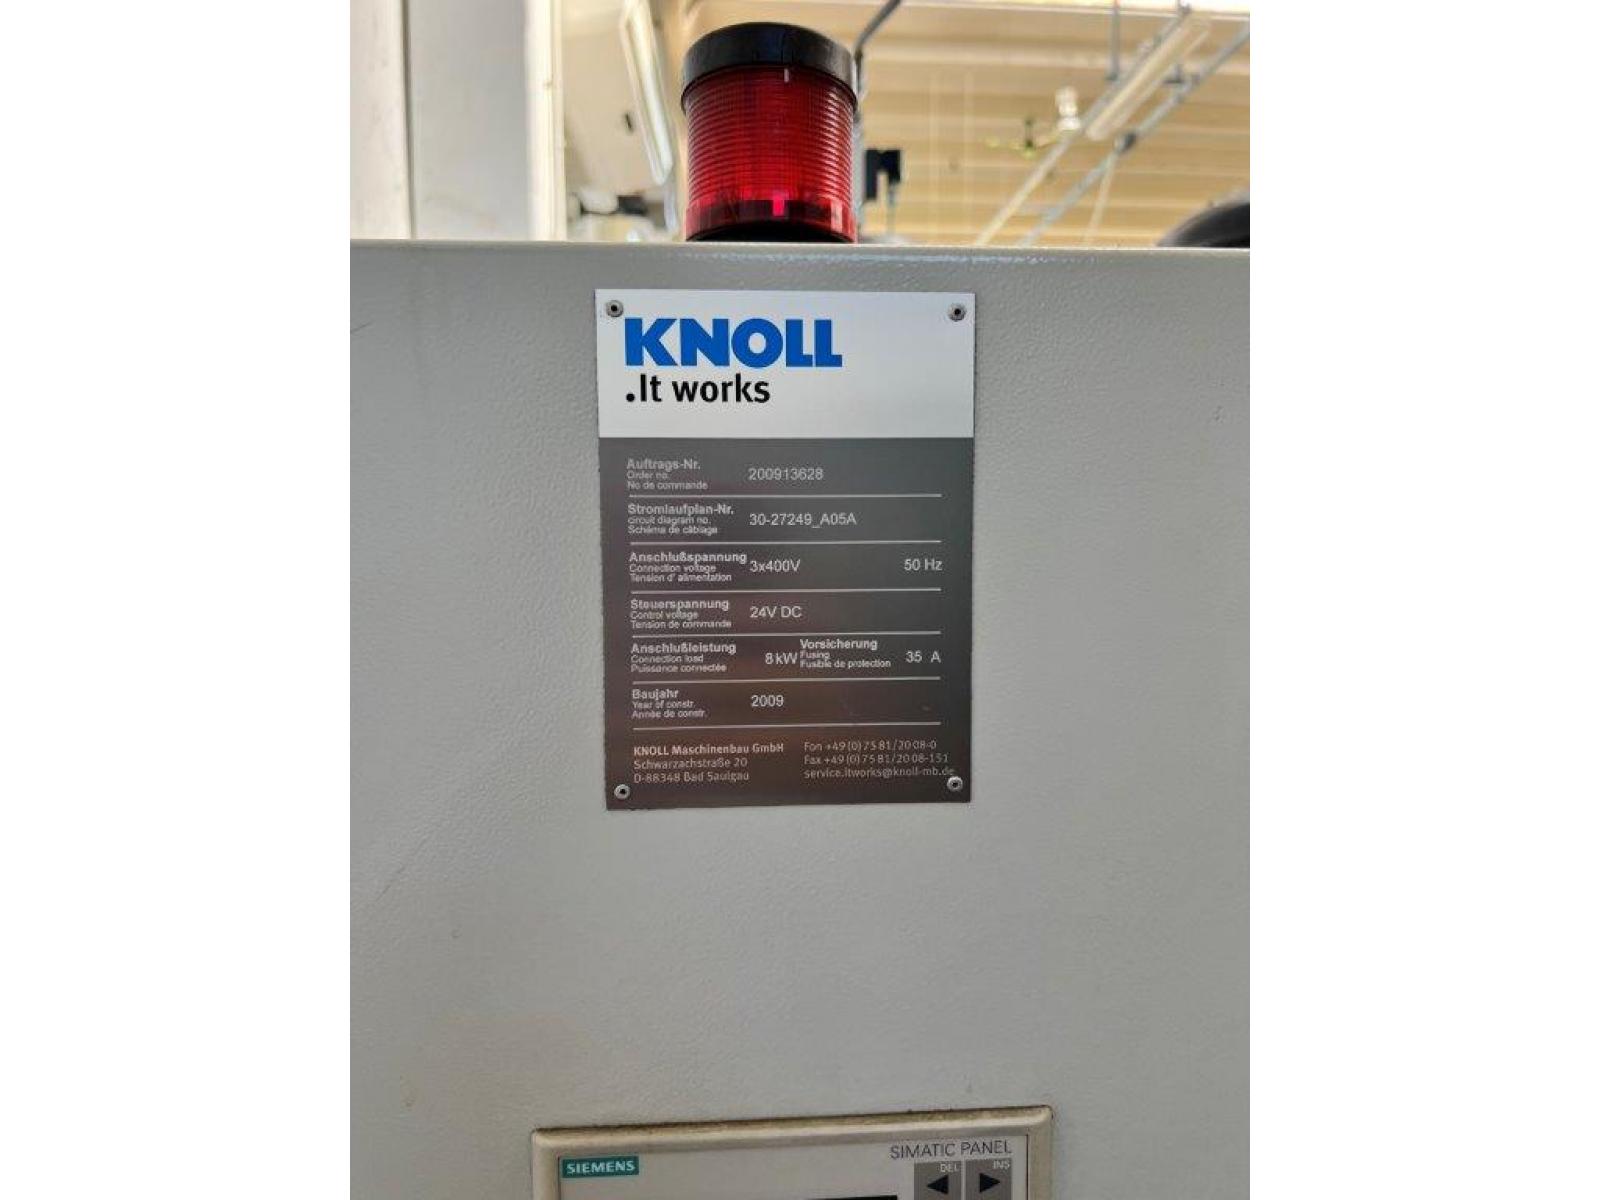 KNOLL
.It works
Auftrags-Nr.
Order no.
No de commande
200913628
Stromlaufplan-Nr.
circuit diagram no.
Schéma de câblage
30-27249_A05A
Anschlußspannung
Connection voltage
Tension d' alimentation
3x400V 50 Hz
Steuerspannung
Control voltage
Tension de commande
24V DC
Anschlußleistung
Connection load
Puissance connectée
8 kW
Vorsicherung
Fusing
Fusible de protection
35 A
Baujahr
Year of constr.
Année de constr.
2009
KNOLL Maschinenbau GmbH
Schwarzachstraße 20
D-88348 Bad Saulgau
Fon +49 (0) 75 81/20 08-0
Fax +49 (0) 75 81/20 08-151
service.itworks@knoll-mb.de
SIEMENS
SIMATIC PANEL
DEL INS